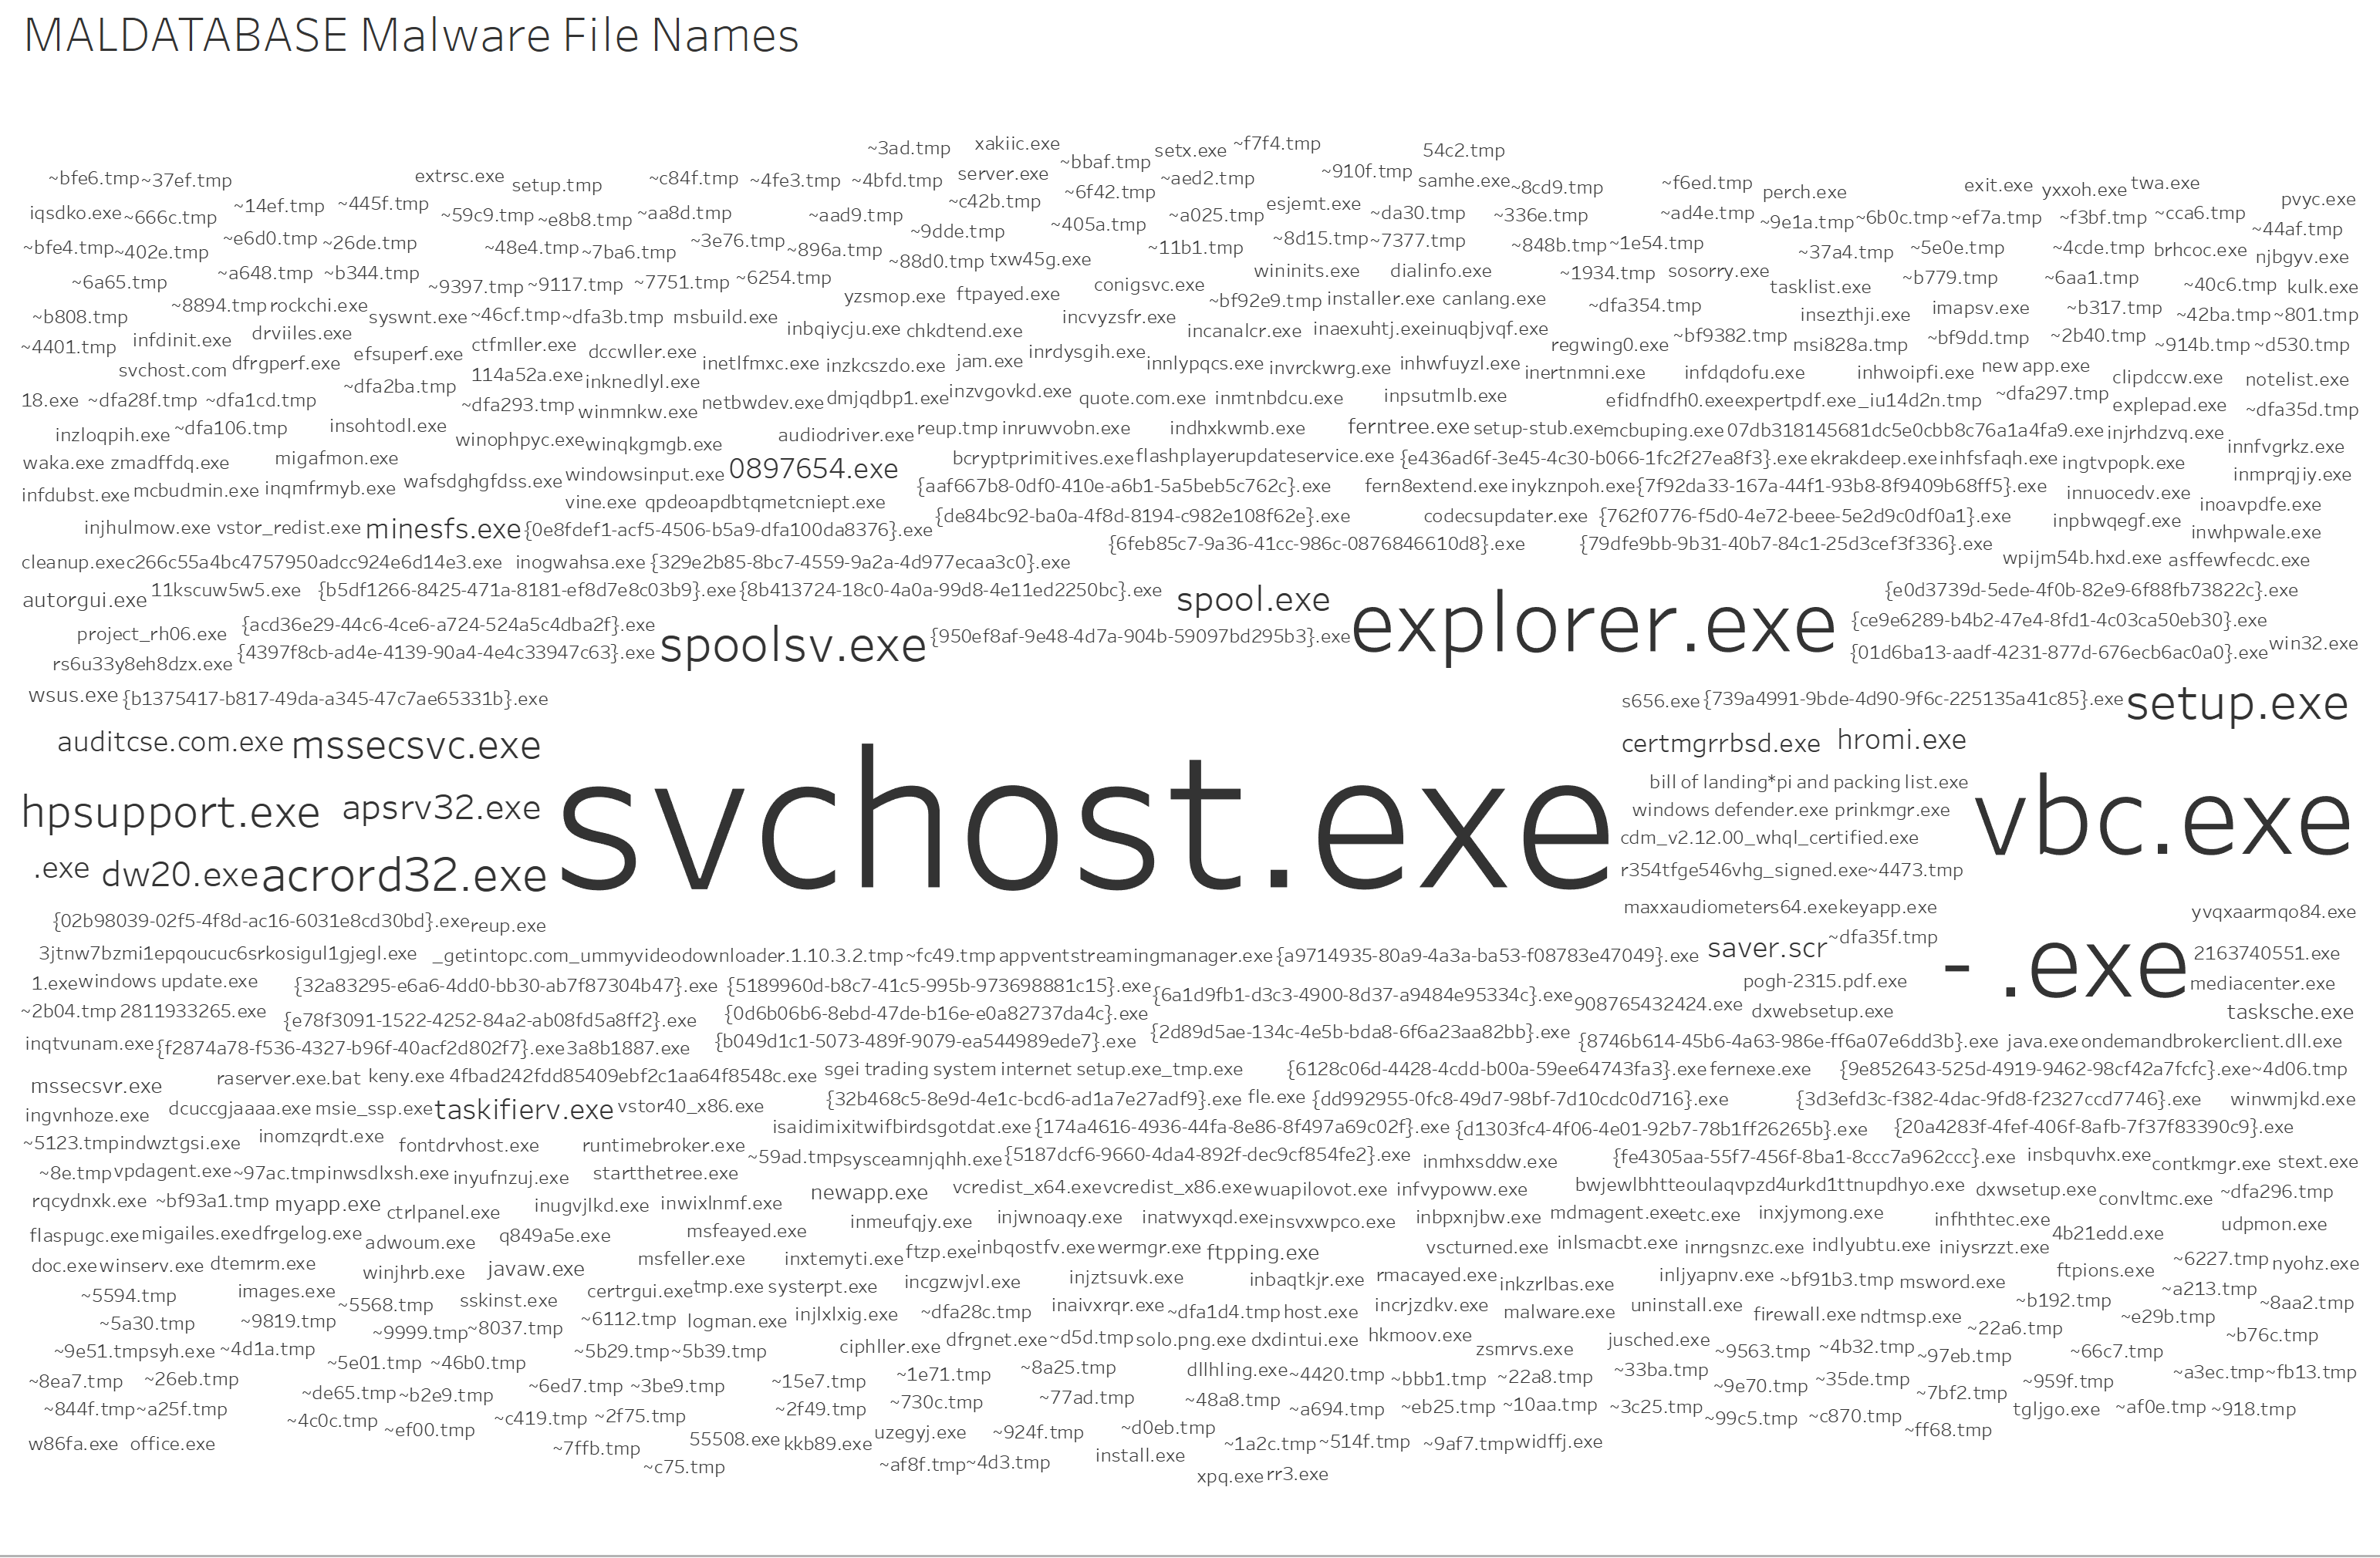 MALDATABASE Malware File Names
~3ad.tmp xakiic.exe setx.exe ~f7f4.tmp 54c2.tmp
~bbaf.tmp
~bfe6.tmp ~37ef.tmp extrsc.exe setup.tmp ~c84f.tmp ~4fe3.tmp ~4bfd.tmp server.exe ~aed2.tmp ~910f.tmp samhe.exe ~8cd9.tmp ~f6ed.tmp perch.exe exit.exe yxxoh.exe twa.exe
~6f42.tmp pvyc.exe
iqsdko.exe ~666c.tmp ~14ef.tmp ~445f.tmp ~59c9.tmp ~e8b8.tmp ~aa8d.tmp ~aad9.tmp ~c42b.tmp ~405a.tmp ~a025.tmp esjemt.exe ~da30.tmp ~336e.tmp ~ad4e.tmp ~9e1a.tmp ~6b0c.tmp ~ef7a.tmp ~f3bf.tmp ~cca6.tmp ~44af.tmp
~bfe4.tmp ~402e.tmp ~e6d0.tmp ~26de.tmp ~48e4.tmp ~7ba6.tmp ~3e76.tmp ~896a.tmp ~9dde.tmp ~11b1.tmp ~8d15.tmp ~7377.tmp ~848b.tmp ~1e54.tmp ~37a4.tmp ~5e0e.tmp ~4cde.tmp brhcoc.exe njbgyv.exe
~88d0.tmp txw45g.exe
~6a65.tmp ~a648.tmp ~b344.tmp ~9397.tmp ~9117.tmp ~7751.tmp ~6254.tmp wininits.exe dialinfo.exe ~1934.tmp sosorry.exe tasklist.exe ~b779.tmp ~6aa1.tmp ~40c6.tmp kulk.exe
yzsmop.exe ftpayed.exe conigsvc.exe ~bf92e9.tmp installer.exe canlang.exe ~dfa354.tmp
~b808.tmp ~8894.tmp rockchi.exe syswnt.exe ~46cf.tmp ~dfa3b.tmp msbuild.exe inbqiycju.exe chkdtend.exe incvyzsfr.exe incanalcr.exe inaexuhtj.exe inuqbjvqf.exe insezthji.exe imapsv.exe ~b317.tmp ~42ba.tmp ~801.tmp
~4401.tmp infdinit.exe drviiles.exe efsuperf.exe ctfmller.exe dccwller.exe regwing0.exe ~bf9382.tmp msi828a.tmp ~bf9dd.tmp ~2b40.tmp ~914b.tmp ~d530.tmp
svchost.com dfrgperf.exe ~dfa2ba.tmp 114a52a.exe inknedlyl.exe inetlfmxc.exe inzkcszdo.exe jam.exe inrdysgih.exe innlypqcs.exe invrckwrg.exe inhwfuyzl.exe inertnmni.exe infdqdofu.exe inhwoipfi.exe new app.exe clipdccw.exe notelist.exe
18.exe ~dfa28f.tmp ~dfa1cd.tmp ~dfa293.tmp winmnkw.exe netbwdev.exe dmjqdbp1.exe inzvgovkd.exe quote.com.exe inmtnbdcu.exe inpsutmlb.exe efidfndfh0.exe expertpdf.exe _iu14d2n.tmp ~dfa297.tmp explepad.exe ~dfa35d.tmp
inzloqpih.exe ~dfa106.tmp insohtodl.exe winophpyc.exe winqkgmgb.exe audiodriver.exe reup.tmp inruwvobn.exe indhxkwmb.exe ferntree.exe setup-stub.exe mcbuping.exe 07db318145681dc5e0cbb8c76a1a4fa9.exe injrhdzvq.exe innfvgrkz.exe
waka.exe zmadffdq.exe migafmon.exe windowsinput.exe 0897654.exe bcryptprimitives.exe flashplayerupdateservice.exe {e436ad6f-3e45-4c30-b066-1fc2f27ea8f3}.exe ekrakdeep.exe inhfsfaqh.exe ingtvpopk.exe inmprqjiy.exe
infdubst.exe mcbudmin.exe inqmfrmyb.exe wafsdghgfdss.exe vine.exe qpdeoapdbtqmetcniept.exe {aaf667b8-0df0-410e-a6b1-5a5beb5c762c}.exe fern8extend.exe inykznpoh.exe {7f92da33-167a-44f1-93b8-8f9409b68ff5}.exe innuocedv.exe inoavpdfe.exe
injhulmow.exe vstor_redist.exe minesfs.exe {0e8fdef1-acf5-4506-b5a9-dfa100da8376}.exe {de84bc92-ba0a-4f8d-8194-c982e108f62e}.exe codecsupdater.exe {762f0776-f5d0-4e72-beee-5e2d9c0df0a1}.exe inpbwqegf.exe inwhpwale.exe
{6feb85c7-9a36-41cc-986c-0876846610d8}.exe {79dfe9bb-9b31-40b7-84c1-25d3cef3f336}.exe
cleanup.exe c266c55a4bc4757950adcc924e6d14e3.exe inogwahsa.exe {329e2b85-8bc7-4559-9a2a-4d977ecaa3c0}.exe wpijm54b.hxd.exe asffewfecdc.exe
autorgui.exe 11kscuw5w5.exe {b5df1266-8425-471a-8181-ef8d7e8c03b9}.exe {8b413724-18c0-4a0a-99d8-4e11ed2250bc}.exe spool.exe explorer.exe {e0d3739d-5ede-4f0b-82e9-6f88fb73822c}.exe
project_rh06.exe {acd36e29-44c6-4ce6-a724-524a5c4dba2f}.exe spoolsv.exe {950ef8af-9e48-4d7a-904b-59097bd295b3}.exe {ce9e6289-b4b2-47e4-8fd1-4c03ca50eb30}.exe
rs6u33y8eh8dzx.exe {4397f8cb-ad4e-4139-90a4-4e4c33947c63}.exe {01d6ba13-aadf-4231-877d-676ecb6ac0a0}.exe win32.exe
wsus.exe {b1375417-b817-49da-a345-47c7ae65331b}.exe s656.exe {739a4991-9bde-4d90-9f6c-225135a41c85}.exe setup.exe
auditcse.com.exe mssecsvc.exe certmgrrbsd.exe hromi.exe
bill of landing*pi and packing list.exe
hpsupport.exe apsrv32.exe svchost.exe windows defender.exe prinkmgr.exe vbc.exe
cdm_v2.12.00_whql_certified.exe
.exe dw20.exe acrord32.exe r354tfge546vhg_signed.exe ~4473.tmp
{02b98039-02f5-4f8d-ac16-6031e8cd30bd}.exe reup.exe maxxaudiometers64.exe keyapp.exe yvqxaarmqo84.exe
3jtnw7bzmi1epqoucuc6srkosigul1gjegl.exe _getintopc.com_ummyvideodownloader.1.10.3.2.tmp ~fc49.tmp appventstreamingmanager.exe {a9714935-80a9-4a3a-ba53-f08783e47049}.exe saver.scr ~dfa35f.tmp - .exe 2163740551.exe
1.exe windows update.exe {32a83295-e6a6-4dd0-bb30-ab7f87304b47}.exe {5189960d-b8c7-41c5-995b-973698881c15}.exe {6a1d9fb1-d3c3-4900-8d37-a9484e95334c}.exe pogh-2315.pdf.exe mediacenter.exe
~2b04.tmp 2811933265.exe {e78f3091-1522-4252-84a2-ab08fd5a8ff2}.exe {0d6b06b6-8ebd-47de-b16e-e0a82737da4c}.exe 908765432424.exe dxwebsetup.exe tasksche.exe
inqtvunam.exe {f2874a78-f536-4327-b96f-40acf2d802f7}.exe 3a8b1887.exe {b049d1c1-5073-489f-9079-ea544989ede7}.exe {2d89d5ae-134c-4e5b-bda8-6f6a23aa82bb}.exe {8746b614-45b6-4a63-986e-ff6a07e6dd3b}.exe java.exe ondemandbrokerclient.dll.exe
mssecsvr.exe raserver.exe.bat keny.exe 4fbad242fdd85409ebf2c1aa64f8548c.exe sgei trading system internet setup.exe_tmp.exe {6128c06d-4428-4cdd-b00a-59ee64743fa3}.exe fernexe.exe {9e852643-525d-4919-9462-98cf42a7fcfc}.exe ~4d06.tmp
ingvnhoze.exe dcuccgjaaaa.exe msie_ssp.exe taskifierv.exe vstor40_x86.exe {32b468c5-8e9d-4e1c-bcd6-ad1a7e27adf9}.exe fle.exe {dd992955-0fc8-49d7-98bf-7d10cdc0d716}.exe {3d3efd3c-f382-4dac-9fd8-f2327ccd7746}.exe winwmjkd.exe
~5123.tmp indwztgsi.exe inomzqrdt.exe fontdrvhost.exe runtimebroker.exe isaidimixitwifbirdsgotdat.exe {174a4616-4936-44fa-8e86-8f497a69c02f}.exe {d1303fc4-4f06-4e01-92b7-78b1ff26265b}.exe {20a4283f-4fef-406f-8afb-7f37f83390c9}.exe
~8e.tmp vpdagent.exe ~97ac.tmp inwsdlxsh.exe inyufnzuj.exe startthetree.exe ~59ad.tmp sysceamnjqhh.exe {5187dcf6-9660-4da4-892f-dec9cf854fe2}.exe inmhxsddw.exe {fe4305aa-55f7-456f-8ba1-8ccc7a962ccc}.exe insbquvhx.exe contkmgr.exe stext.exe
rqcydnxk.exe ~bf93a1.tmp myapp.exe ctrlpanel.exe inugvjlkd.exe inwixlnmf.exe newapp.exe vcredist_x64.exe vcredist_x86.exe wuapilovot.exe infvypoww.exe bwjewlbhtteoulaqvpzd4urkd1ttnupdhyo.exe dxwsetup.exe convltmc.exe ~dfa296.tmp
flaspugc.exe migailes.exe dfrgelog.exe adwoum.exe q849a5e.exe msfeayed.exe inmeufqjy.exe injwnoaqy.exe inatwyxqd.exe insvxwpco.exe inbpxnjbw.exe mdmagent.exe etc.exe inxjymong.exe infhthtec.exe 4b21edd.exe udpmon.exe
doc.exe winserv.exe dtemrm.exe winjhrb.exe javaw.exe msfeller.exe inxtemyti.exe ftzp.exe inbqostfv.exe wermgr.exe ftpping.exe vscturned.exe inlsmacbt.exe inrngsnzc.exe indlyubtu.exe iniysrzzt.exe ~6227.tmp nyohz.exe
~5594.tmp images.exe ~5568.tmp sskinst.exe certrgui.exe tmp.exe systerpt.exe incgzwjvl.exe injztsuvk.exe inbaqtkjr.exe rmacayed.exe inkzrlbas.exe inljyapnv.exe ~bf91b3.tmp msword.exe ftpions.exe ~a213.tmp
~5a30.tmp ~9819.tmp ~9999.tmp ~8037.tmp ~6112.tmp logman.exe injlxlxig.exe ~dfa28c.tmp inaivxrqr.exe ~dfa1d4.tmp host.exe incrjzdkv.exe malware.exe uninstall.exe firewall.exe ndtmsp.exe ~b192.tmp ~e29b.tmp ~8aa2.tmp
~9e51.tmp syh.exe ~4d1a.tmp ~5e01.tmp ~46b0.tmp ~5b29.tmp ~5b39.tmp ciphller.exe dfrgnet.exe ~d5d.tmp solo.png.exe dxdintui.exe hkmoov.exe zsmrvs.exe jusched.exe ~9563.tmp ~4b32.tmp ~22a6.tmp ~97eb.tmp ~66c7.tmp ~b76c.tmp
~8ea7.tmp ~26eb.tmp ~de65.tmp ~b2e9.tmp ~6ed7.tmp ~3be9.tmp ~15e7.tmp ~1e71.tmp ~8a25.tmp dllhling.exe ~4420.tmp ~bbb1.tmp ~22a8.tmp ~33ba.tmp ~9e70.tmp ~35de.tmp ~7bf2.tmp ~959f.tmp ~a3ec.tmp ~fb13.tmp
~844f.tmp ~a25f.tmp ~4c0c.tmp ~ef00.tmp ~c419.tmp ~2f75.tmp ~2f49.tmp ~730c.tmp ~77ad.tmp ~48a8.tmp ~a694.tmp ~eb25.tmp ~10aa.tmp ~3c25.tmp ~99c5.tmp ~c870.tmp ~ff68.tmp tgljgo.exe ~af0e.tmp ~918.tmp
w86fa.exe office.exe ~7ffb.tmp 55508.exe kkb89.exe uzegyj.exe ~924f.tmp ~d0eb.tmp ~1a2c.tmp ~514f.tmp ~9af7.tmp widffj.exe
~c75.tmp ~af8f.tmp ~4d3.tmp install.exe
xpq.exe rr3.exe